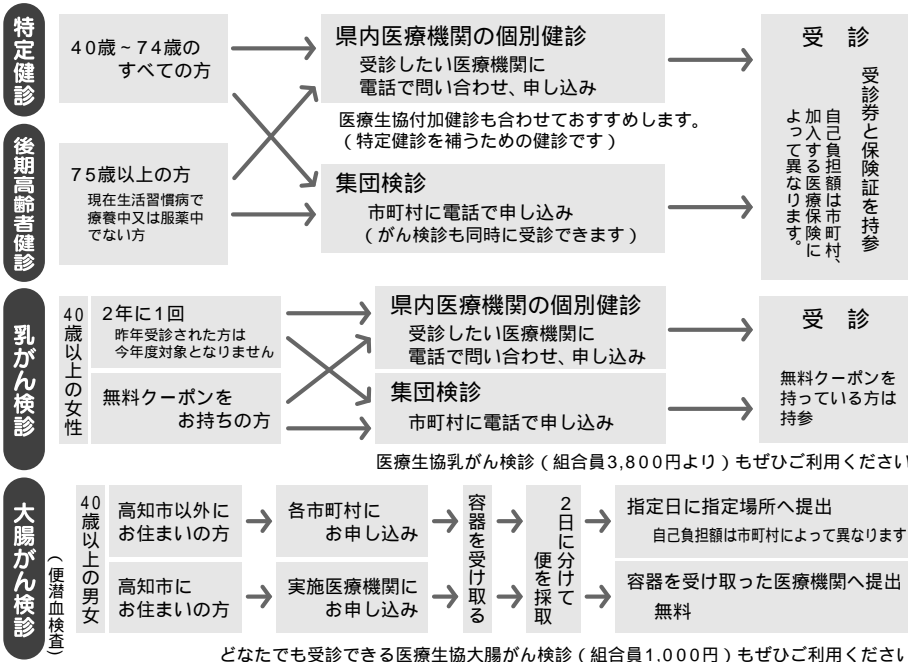 特定健診
40歳～74歳の
すべての方
県内医療機関の個別健診
受診したい医療機関に
電話で問い合わせ、申し込み
医療生協付加健診も合わせておすすめします。
（特定健診を補うための健診です）
後期高齢者健診
75歳以上の方
現在生活習慣病で
療養中又は服薬中
でない方
集団検診
市町村に電話で申し込み
（がん検診も同時に受診できます）
受　診
受診券と保険証を持参
自己負担額は市町村、
加入する医療保険に
よって異なります。
乳がん検診
40歳以上の女性
2年に1回
昨年受診された方は
今年度対象となりません
無料クーポンを
お持ちの方
県内医療機関の個別健診
受診したい医療機関に
電話で問い合わせ、申し込み
集団検診
市町村に電話で申し込み
受　診
無料クーポンを
持っている方は
持参
医療生協乳がん検診（組合員3,800円より）もぜひご利用ください
大腸がん検診
（便潜血検査）
40歳以上の男女
高知市以外に
お住まいの方
各市町村に
お申し込み
高知市に
お住まいの方
実施医療機関に
お申し込み
容器を受け取る
2日に分けて
便を採取
指定日に指定場所へ提出
自己負担額は市町村によって異なります
容器を受け取った医療機関へ提出
無料
どなたでも受診できる医療生協大腸がん検診（組合員1,000円）もぜひご利用ください